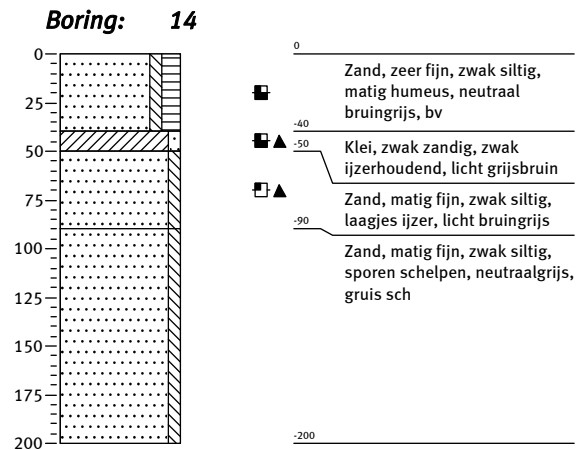 Boring: 14
0
25
50
75
100
125
150
175
200
0
Zand, zeer fijn, zwak siltig,
matig humeus, neutraal
bruingrijs, bv
-40
-50
Klei, zwak zandig, zwak
ijzerhoudend, licht grijsbruin
Zand, matig fijn, zwak siltig,
laagjes ijzer, licht bruingrijs
-90
Zand, matig fijn, zwak siltig,
sporen schelpen, neutraalgrijs,
gruis sch
-200